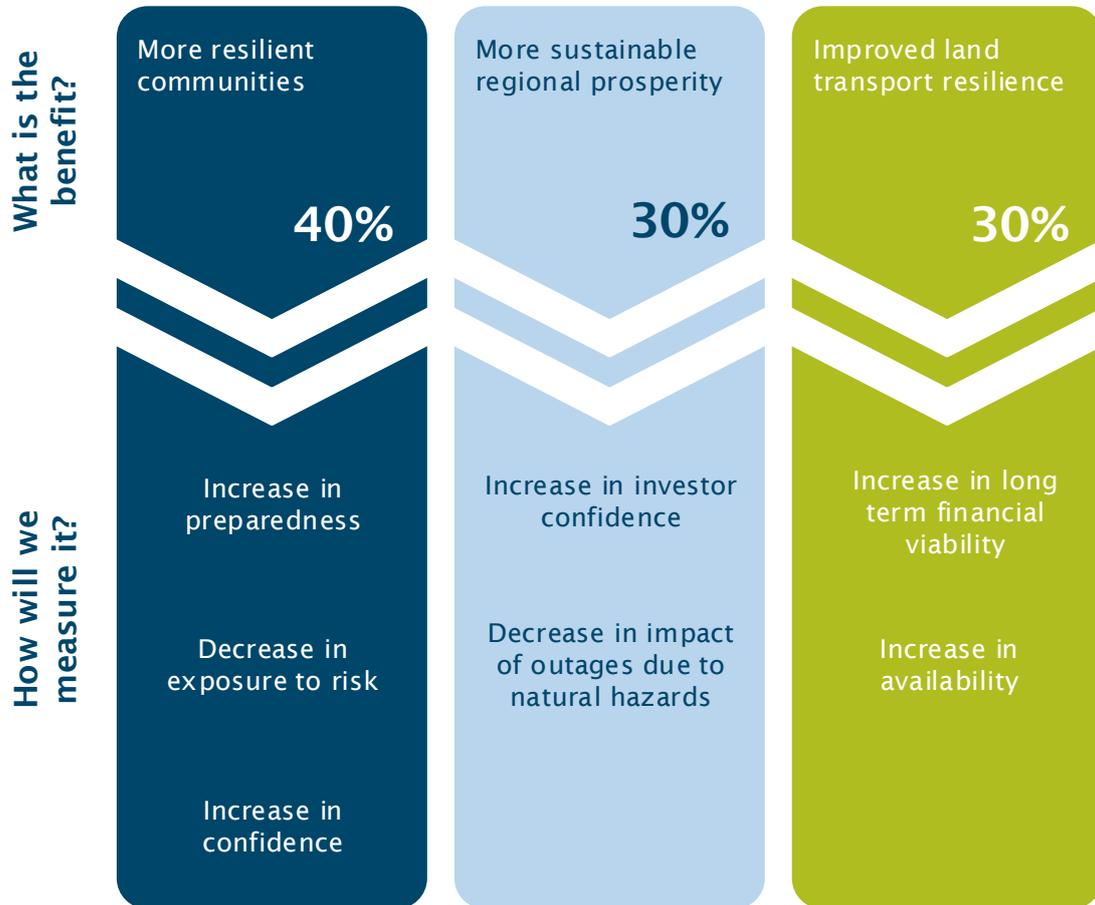 What is the
benefit?
More resilient
communities
40%
More sustainable
regional prosperity
30%
Improved land
transport resilience
30%
How will we
measure it?
Increase in
preparedness
Decrease in
exposure to risk
Increase in
confidence
Increase in investor
confidence
Decrease in impact
of outages due to
natural hazards
Increase in long
term financial
viability
Increase in
availability